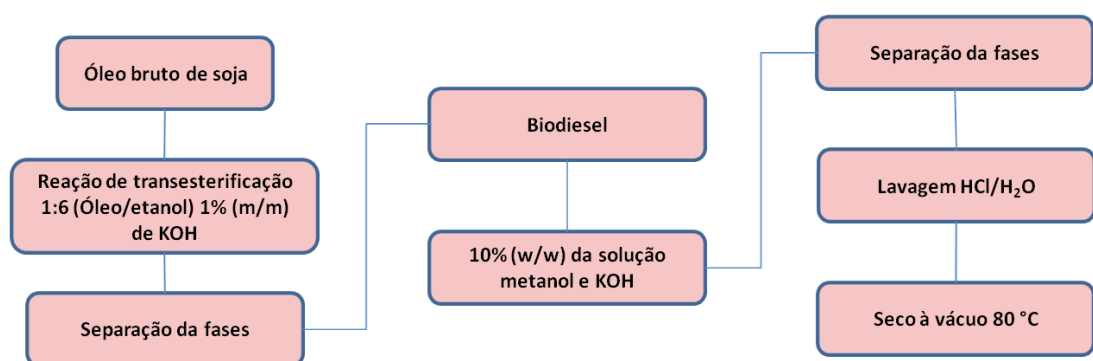 Óleo bruto de soja
Reação de transesterificação
1:6 (Óleo/etanol) 1% (m/m)
de KOH
Separação da fases
Biodiesel
10% (w/w) da solução
metanol e KOH
Separação da fases
Lavagem HCl/H₂O
Seco à vácuo 80 °C